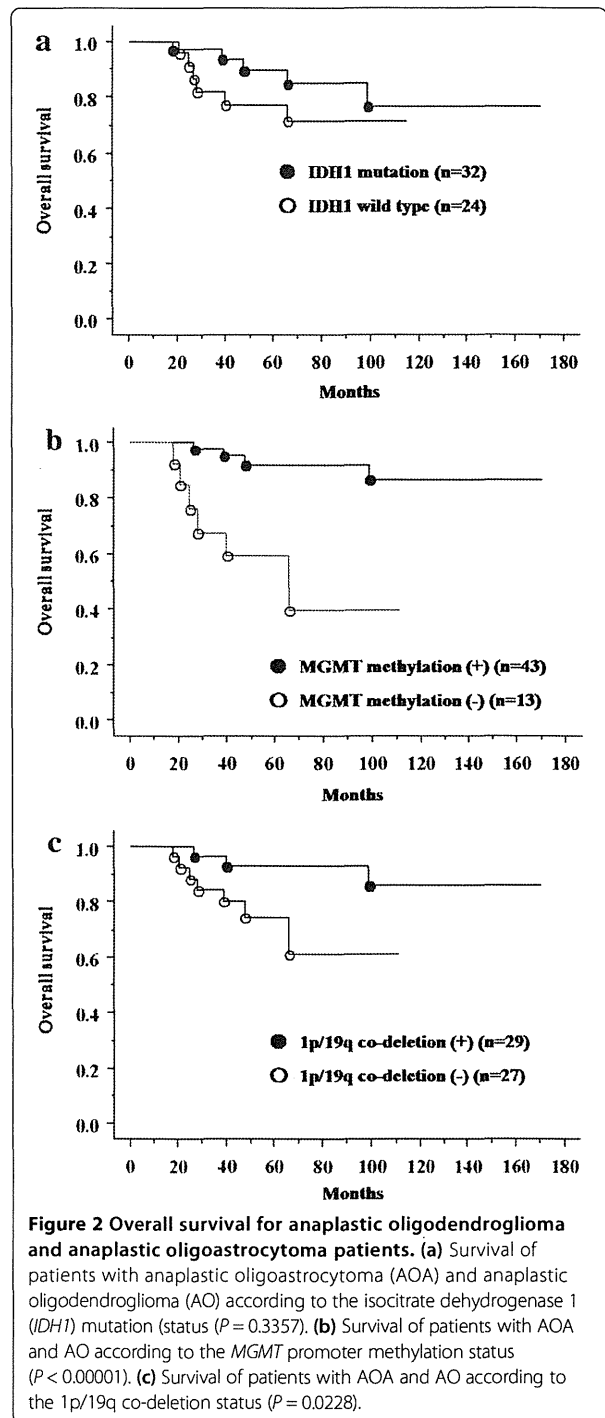 a
1.0
0.8
0.6
0.4
0.2
0.0
Overall survival
IDH1 mutation (n=32)
IDH1 wild type (n=24)
0 20 40 60 80 100 120 140 160 180
Months
b
1.0
0.8
0.6
0.4
0.2
0.0
Overall survival
MGMT methylation (+) (n=43)
MGMT methylation (-) (n=13)
0 20 40 60 80 100 120 140 160 180
Months
c
1.0
0.8
0.6
0.4
0.2
0.0
Overall survival
1p/19q co-deletion (+) (n=29)
1p/19q co-deletion (-) (n=27)
0 20 40 60 80 100 120 140 160 180
Months
Figure 2 Overall survival for anaplastic oligodendroglioma
and anaplastic oligoastrocytoma patients. (a) Survival of
patients with anaplastic oligoastrocytoma (AOA) and anaplastic
oligodendroglioma (AO) according to the isocitrate dehydrogenase 1
(IDH1) mutation (status (P = 0.3357). (b) Survival of patients with AOA
and AO according to the MGMT promoter methylation status
(P < 0.00001). (c) Survival of patients with AOA and AO according to
the 1p/19q co-deletion status (P = 0.0228).